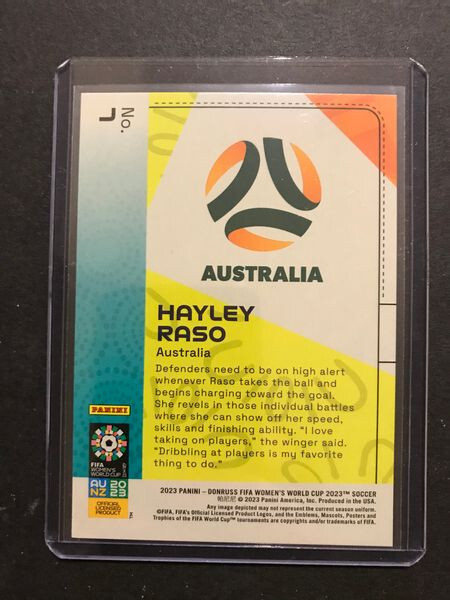 No. 7
AUSTRALIA
HAYLEY
RASO
Australia
Defenders need to be on high alert
whenever Raso takes the ball and
begins charging toward the goal.
She revels in those individual battles
where she can show off her speed,
skills and finishing ability. "I love
taking on players," the winger said.
"Dribbling at players is my favorite
thing to do."
PANINI
FIFA
WOMEN'S
WORLD CUP
AU 20
NZ 23
OFFICIAL
LICENSED
PRODUCT
2023 PANINI – DONRUSS FIFA WOMEN'S WORLD CUP 2023™ SOCCER
帕尼尼 © 2023 Panini America, Inc. Produced in the USA.
Any image depicted may not represent the current season uniform.
©FIFA, FIFA's Official Licensed Product Logos, and the Emblems, Mascots, Posters and
Trophies of the FIFA World Cup™ tournaments are copyrights and/or trademarks of FIFA.